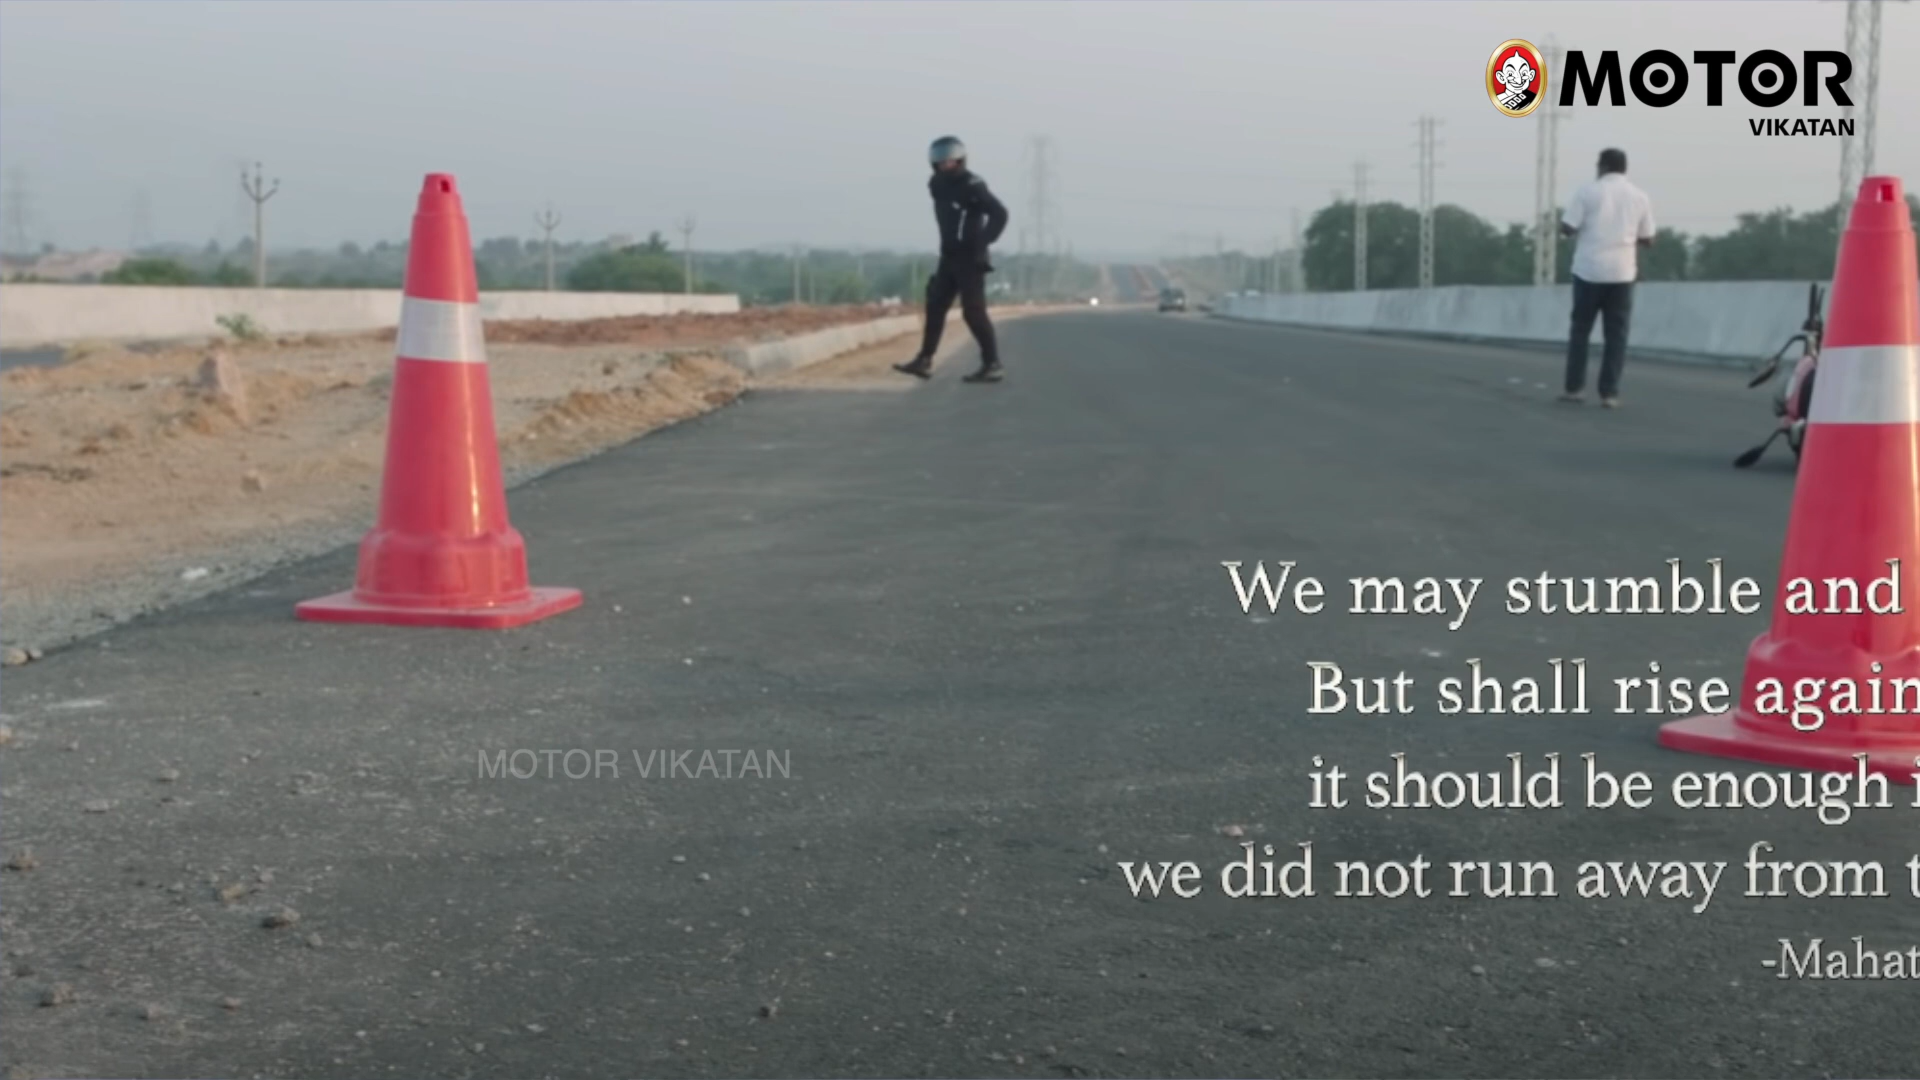 MOTOR
VIKATAN
We may stumble and
But shall rise again
it should be enough
we did not run away from
MOTOR VIKATAN